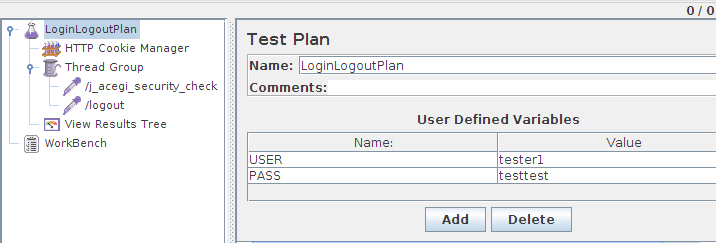 0 / 0
LoginLogoutPlan
HTTP Cookie Manager
Thread Group
/j_acegi_security_check
/logout
View Results Tree
WorkBench
Test Plan
Name: LoginLogoutPlan
Comments:
User Defined Variables
Name: Value
USER tester1
PASS testtest
Add Delete